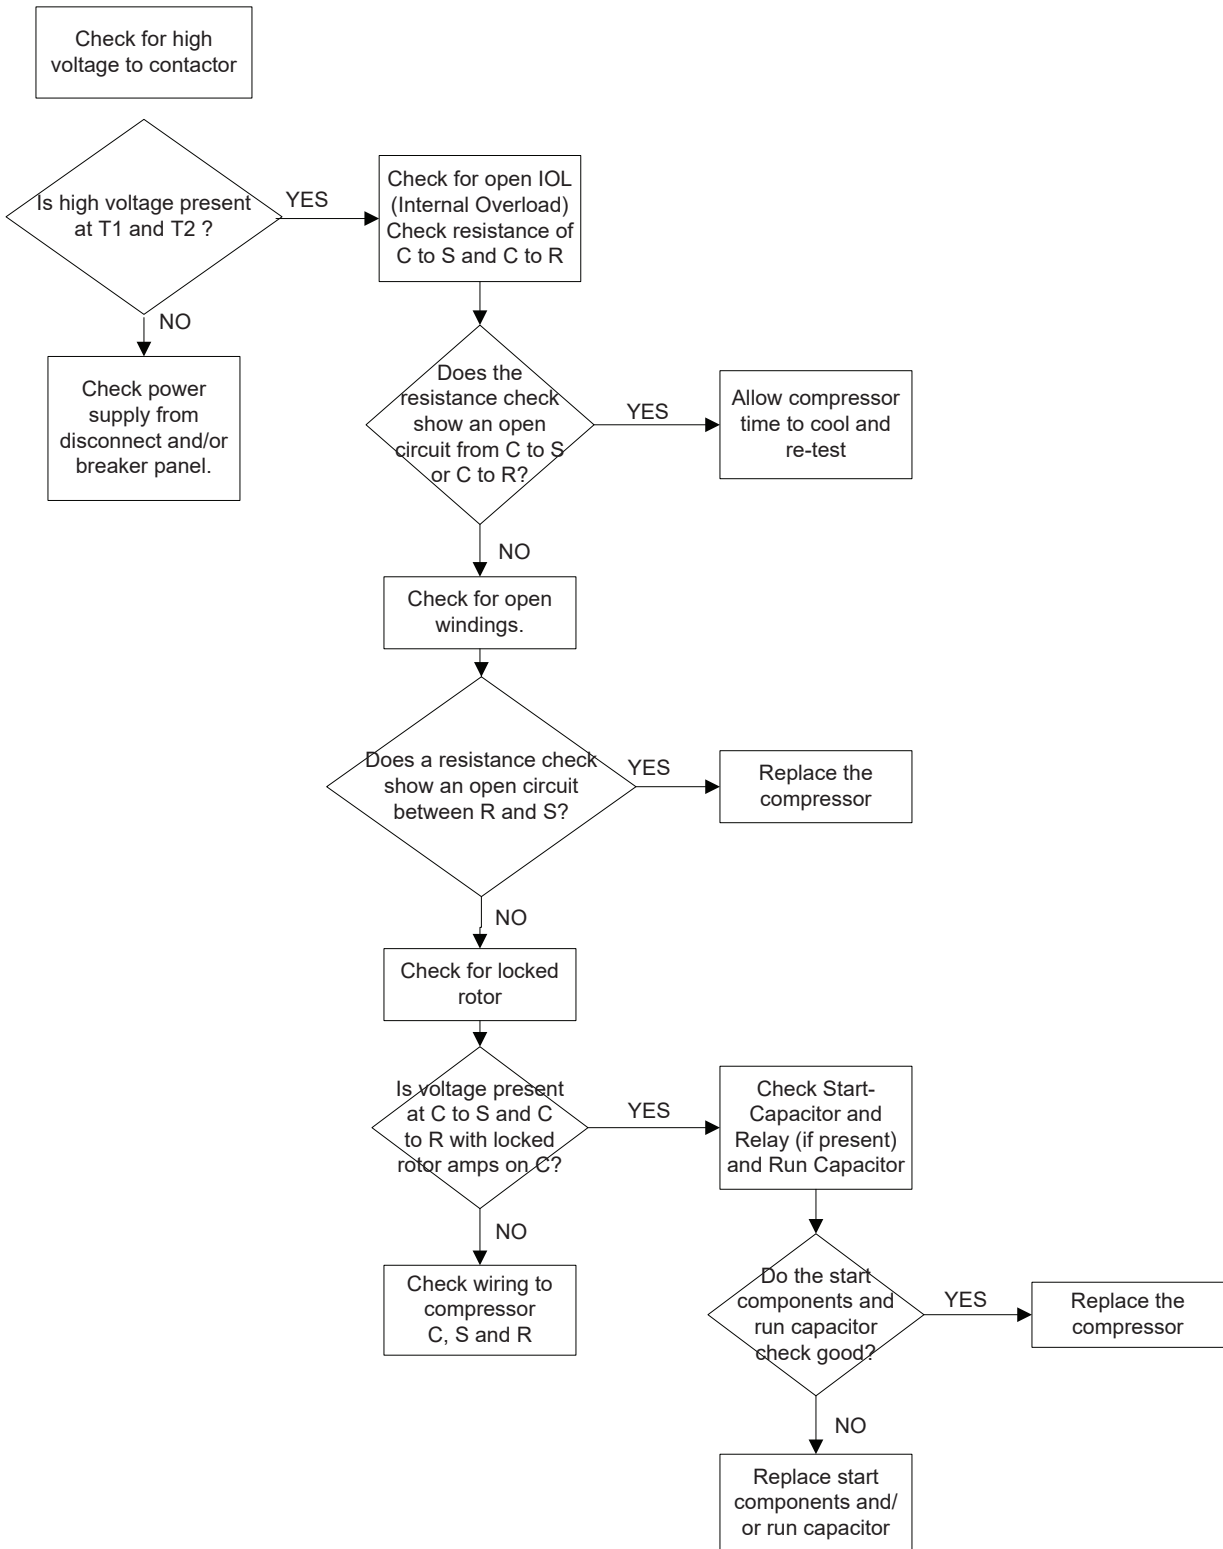 Check for high
voltage to contactor
Is high voltage present
at T1 and T2 ?
YES
Check for open IOL
(Internal Overload)
Check resistance of
C to S and C to R
NO
Check power
supply from
disconnect and/or
breaker panel.
Does the
resistance check
show an open
circuit from C to S
or C to R?
YES
Allow compressor
time to cool and
re-test
NO
Check for open
windings.
Does a resistance check
show an open circuit
between R and S?
YES
Replace the
compressor
NO
Check for locked
rotor
Is voltage present
at C to S and C
to R with locked
rotor amps on C?
YES
Check Start-
Capacitor and
Relay (if present)
and Run Capacitor
NO
Check wiring to
compressor
C, S and R
Do the start
components and
run capacitor
check good?
YES
Replace the
compressor
NO
Replace start
components and/
or run capacitor